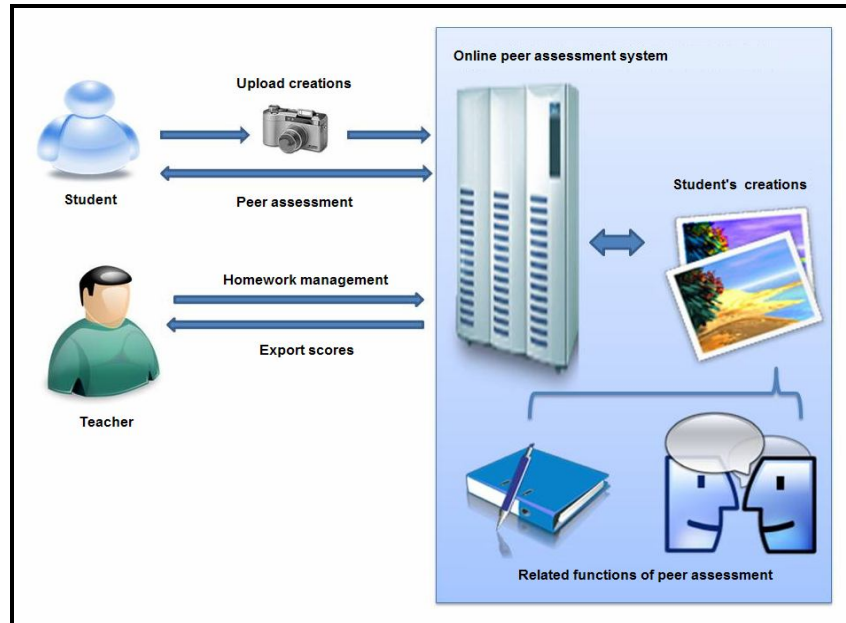 Online peer assessment system
Upload creations
Student
Peer assessment
Student's creations
Homework management
Export scores
Teacher
Related functions of peer assessment